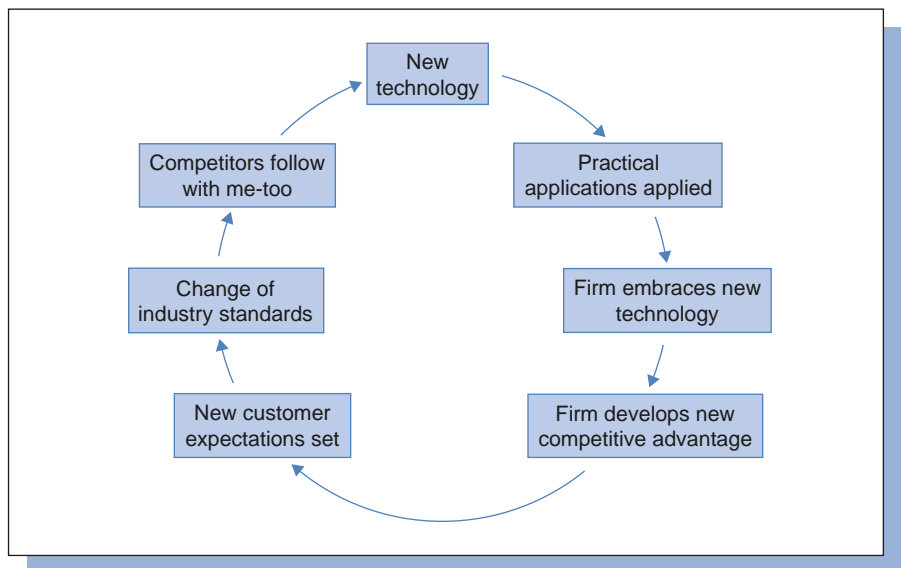 New
technology
Practical
applications applied
Firm embraces new
technology
Firm develops new
competitive advantage
New customer
expectations set
Change of
industry standards
Competitors follow
with me-too